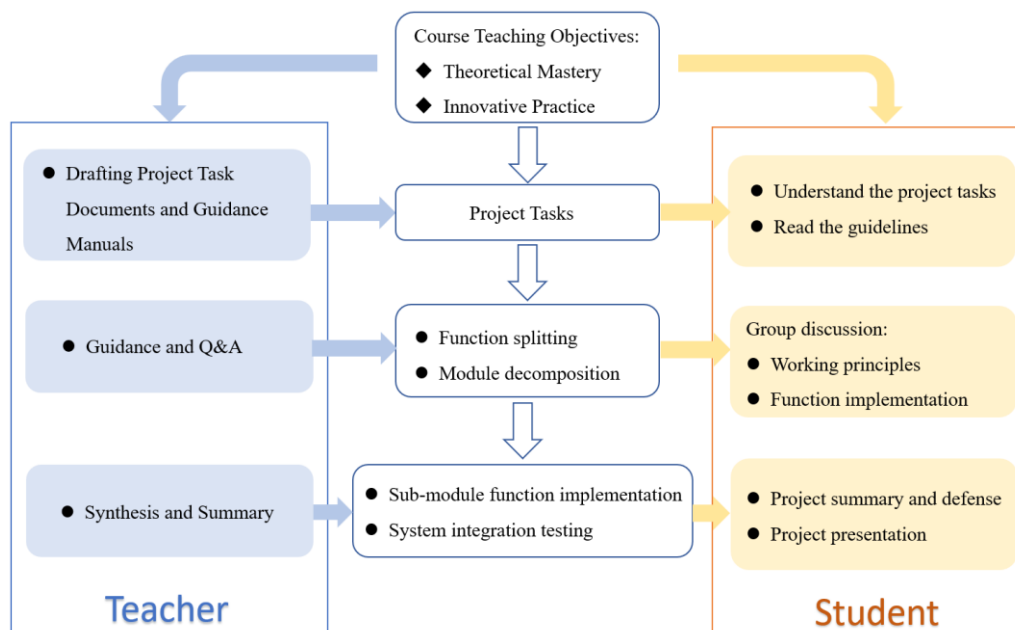 Course Teaching Objectives:
◆ Theoretical Mastery
◆ Innovative Practice
● Drafting Project Task
Documents and Guidance
Manuals
Project Tasks
● Understand the project tasks
● Read the guidelines
● Guidance and Q&A
● Function splitting
● Module decomposition
Group discussion:
● Working principles
● Function implementation
● Synthesis and Summary
● Sub-module function implementation
● System integration testing
● Project summary and defense
● Project presentation
Teacher
Student